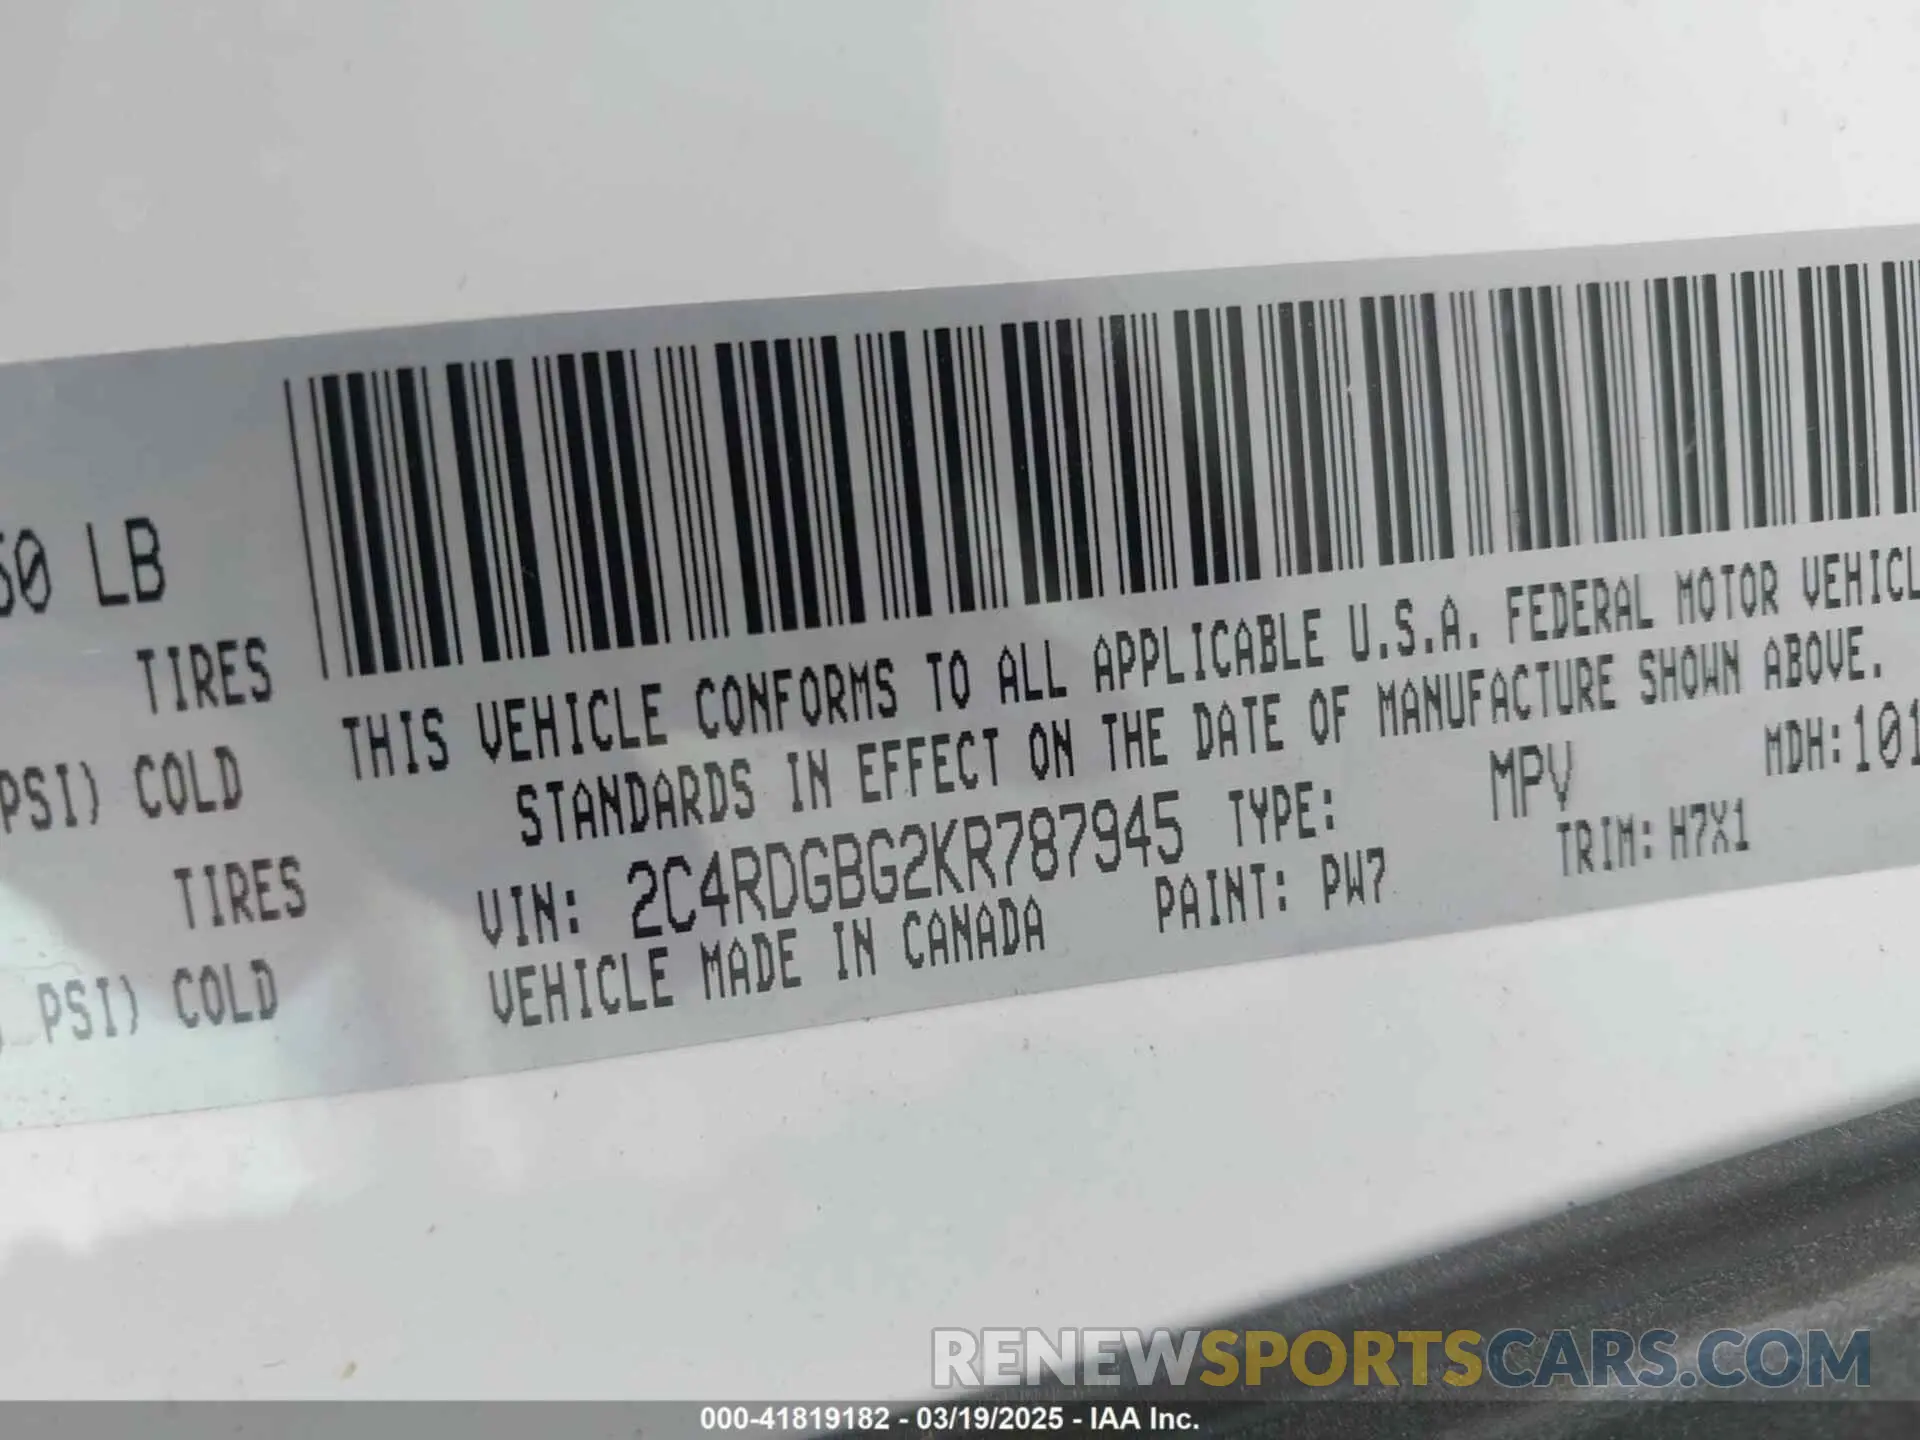 50 LB
TIRES
PSI) COLD
TIRES
PSI) COLD
THIS VEHICLE CONFORMS TO ALL APPLICABLE U.S.A. FEDERAL MOTOR VEHICL
STANDARDS IN EFFECT ON THE DATE OF MANUFACTURE SHOWN ABOVE.
VIN: 2C4RDGBG2KR787945 TYPE: MPV MDH:101
VEHICLE MADE IN CANADA PAINT: PW7 TRIM: H7X1
RENEWSPORTSCARS.COM
000-41819182 - 03/19/2025 - IAA Inc.